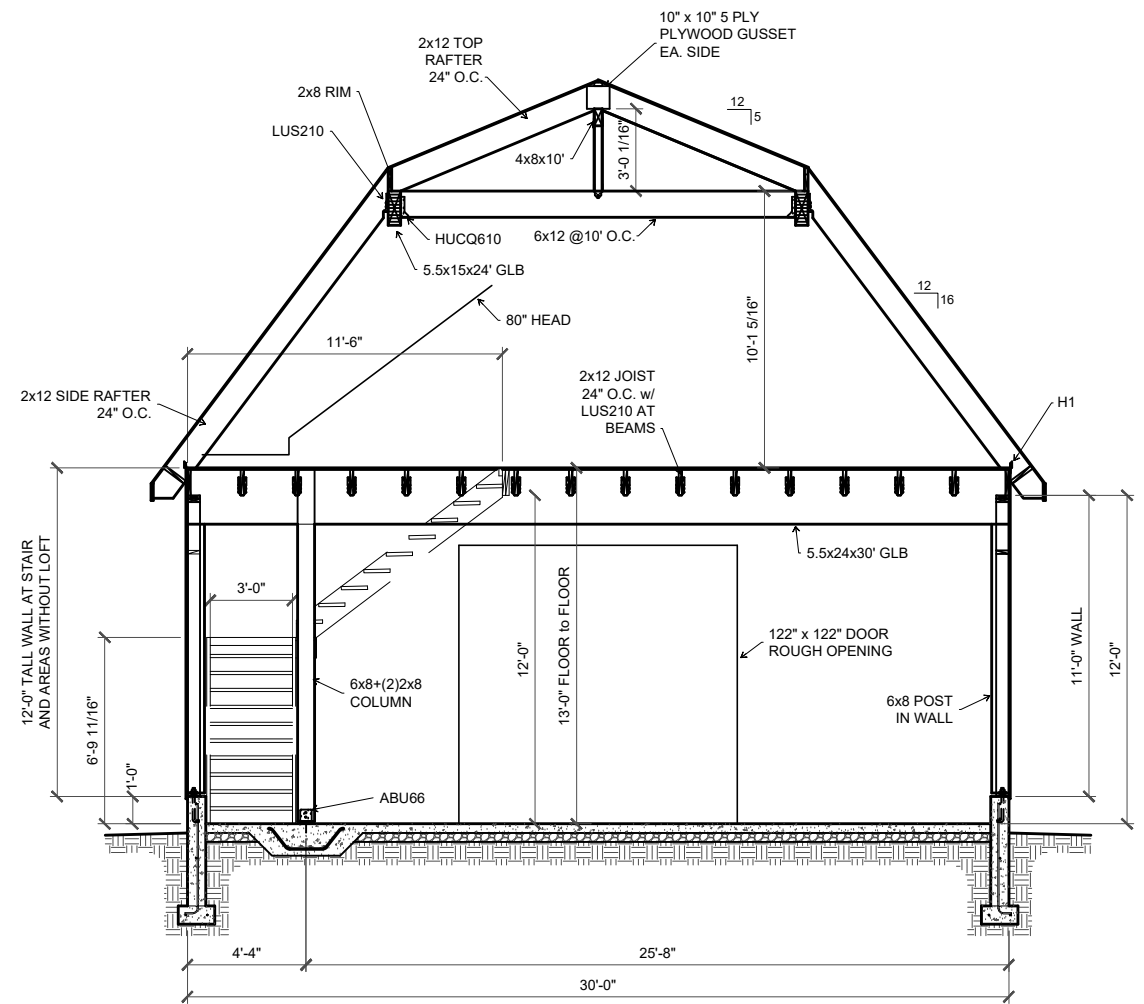 10" x 10" 5 PLY
PLYWOOD GUSSET
EA. SIDE
2x12 TOP
RAFTER
24" O.C.
2x8 RIM
LUS210
12
5
4x8x10'
3'-0 1/16"
HUCQ610
6x12 @10' O.C.
5.5x15x24' GLB
80" HEAD
11'-6"
12
16
10'-1 5/16"
2x12 SIDE RAFTER
24" O.C.
2x12 JOIST
24" O.C. w/
LUS210 AT
BEAMS
H1
5.5x24x30' GLB
12'-0" TALL WALL AT STAIR
AND AREAS WITHOUT LOFT
3'-0"
6'-9 11/16"
1'-0"
12'-0"
13'-0" FLOOR to FLOOR
122" x 122" DOOR
ROUGH OPENING
6x8+(2)2x8
COLUMN
6x8 POST
IN WALL
11'-0" WALL
12'-0"
ABU66
4'-4"
25'-8"
30'-0"